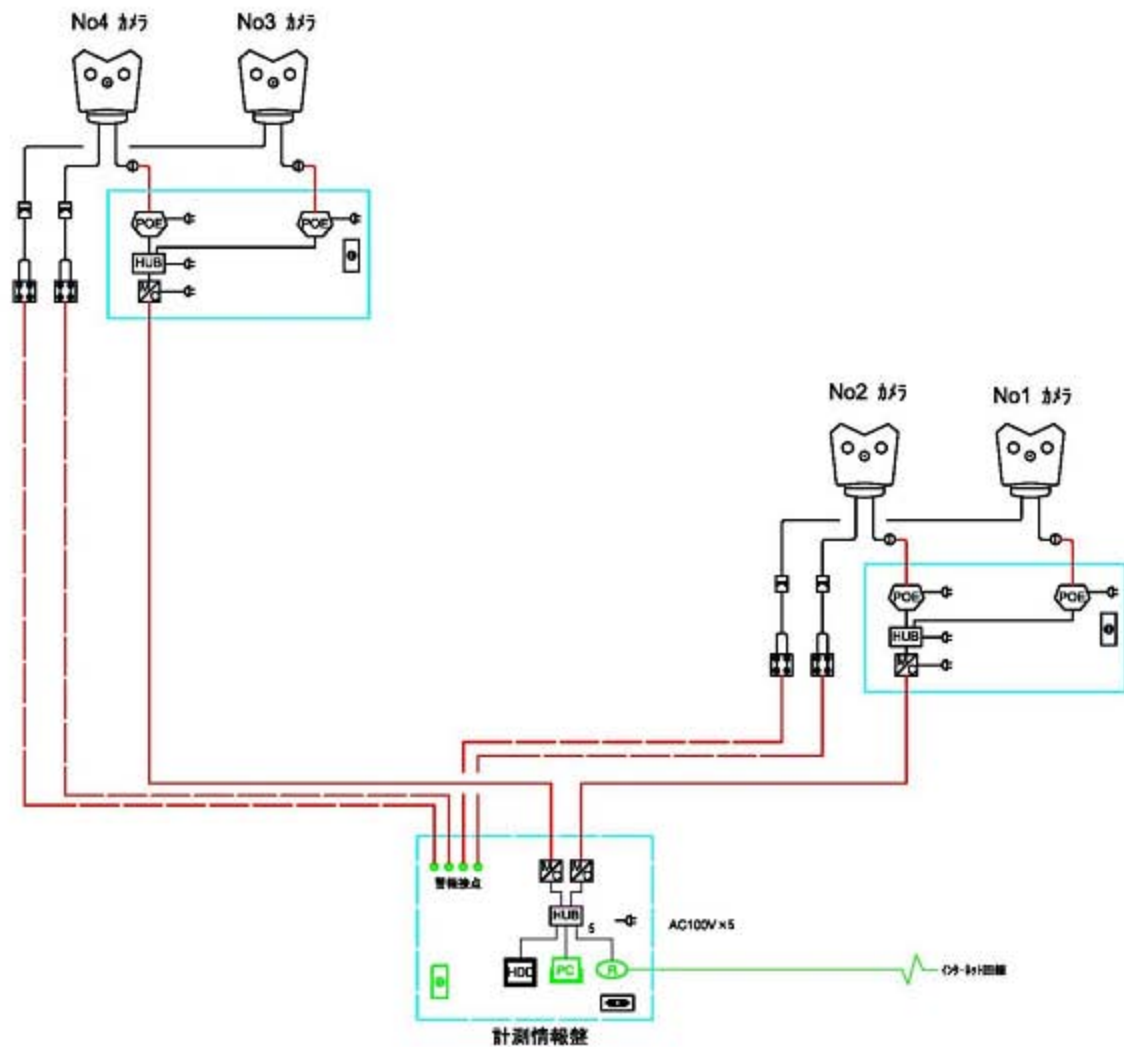 No4 ｶﾒﾗ
No3 ｶﾒﾗ
POE
POE
HUB
M/C
No2 ｶﾒﾗ
No1 ｶﾒﾗ
POE
POE
HUB
M/C
警報接点
M/C
M/C
HUB
5
AC100V×5
HDD
PC
R
ｲﾝﾀｰﾈｯﾄ回線
計測情報盤